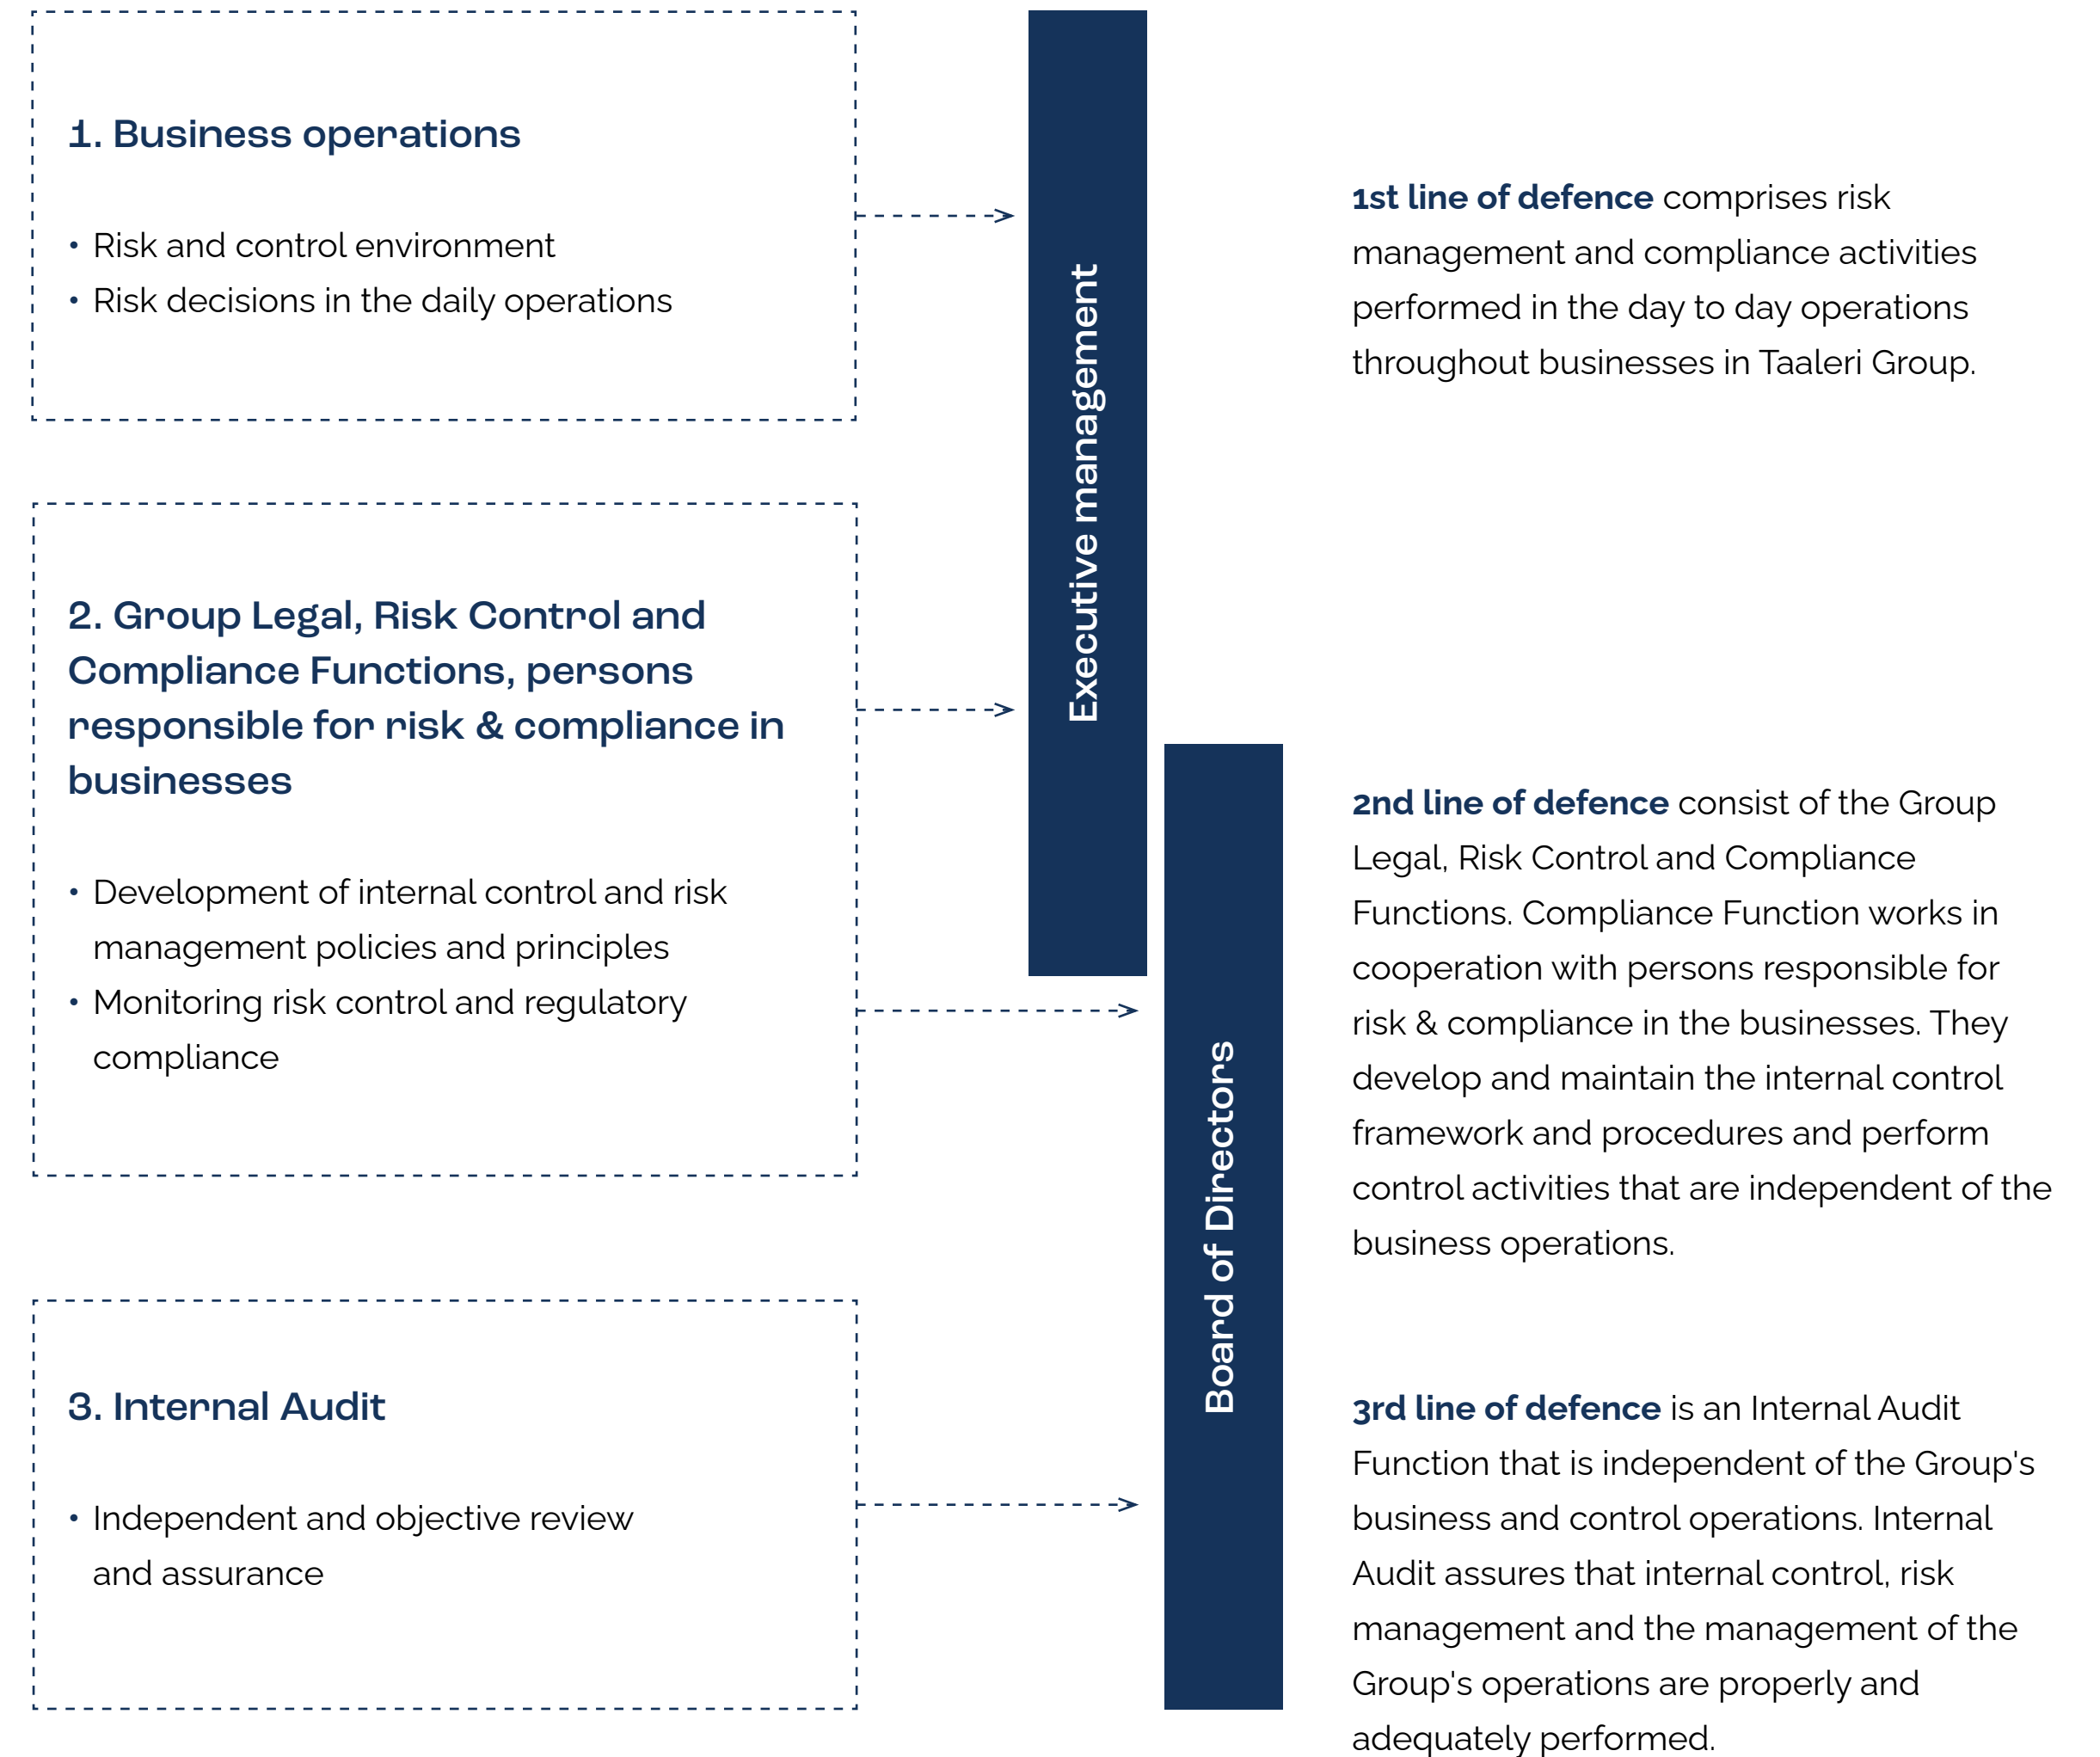 1. Business operations
• Risk and control environment
• Risk decisions in the daily operations
2. Group Legal, Risk Control and
Compliance Functions, persons
responsible for risk & compliance in
businesses
• Development of internal control and risk
management policies and principles
• Monitoring risk control and regulatory
compliance
3. Internal Audit
• Independent and objective review
and assurance
Executive management
Board of Directors
1st line of defence comprises risk
management and compliance activities
performed in the day to day operations
throughout businesses in Taaleri Group.
2nd line of defence consist of the Group
Legal, Risk Control and Compliance
Functions. Compliance Function works in
cooperation with persons responsible for
risk & compliance in the businesses. They
develop and maintain the internal control
framework and procedures and perform
control activities that are independent of the
business operations.
3rd line of defence is an Internal Audit
Function that is independent of the Group's
business and control operations. Internal
Audit assures that internal control, risk
management and the management of the
Group's operations are properly and
adequately performed.